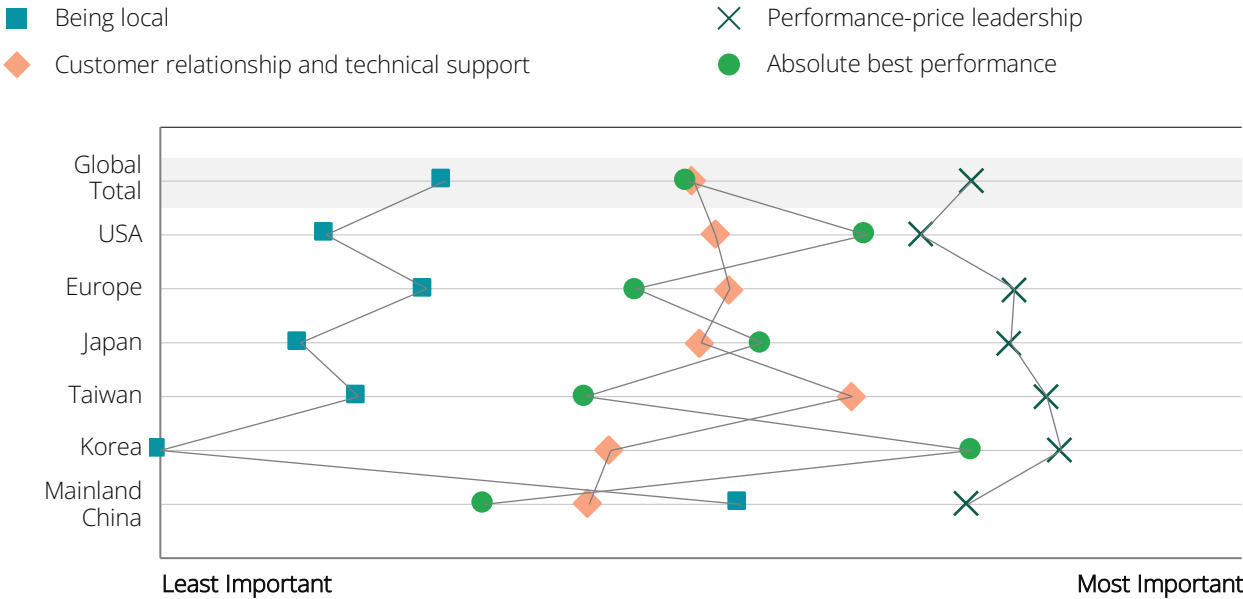 Being local
Performance-price leadership
Customer relationship and technical support
Absolute best performance
Global
Total
USA
Europe
Japan
Taiwan
Korea
Mainland
China
Least Important
Most Important